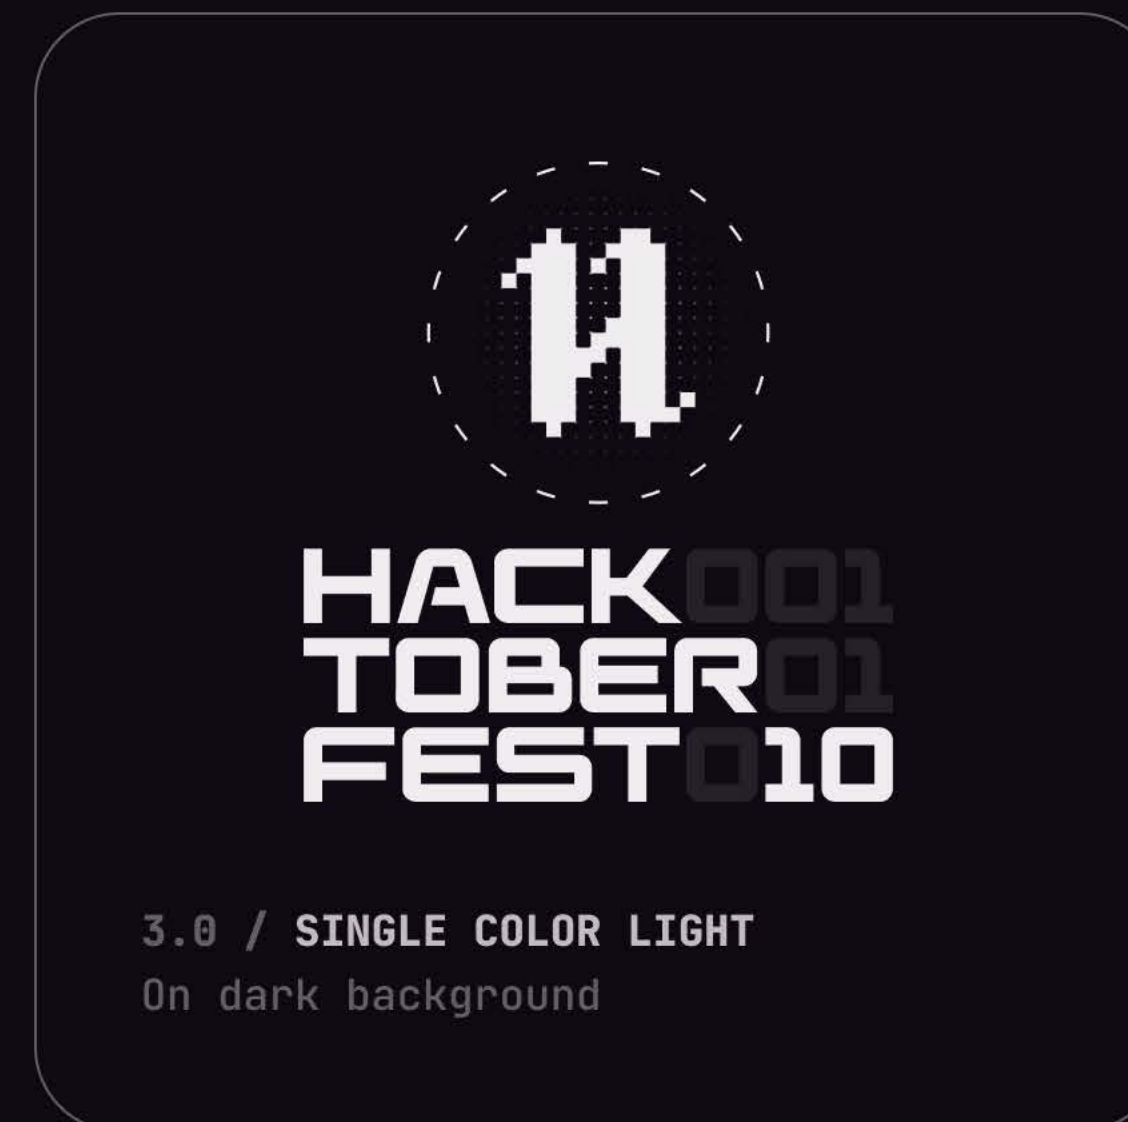 H
HACK001
TOBER01
FEST010
3.0 / SINGLE COLOR LIGHT
On dark background